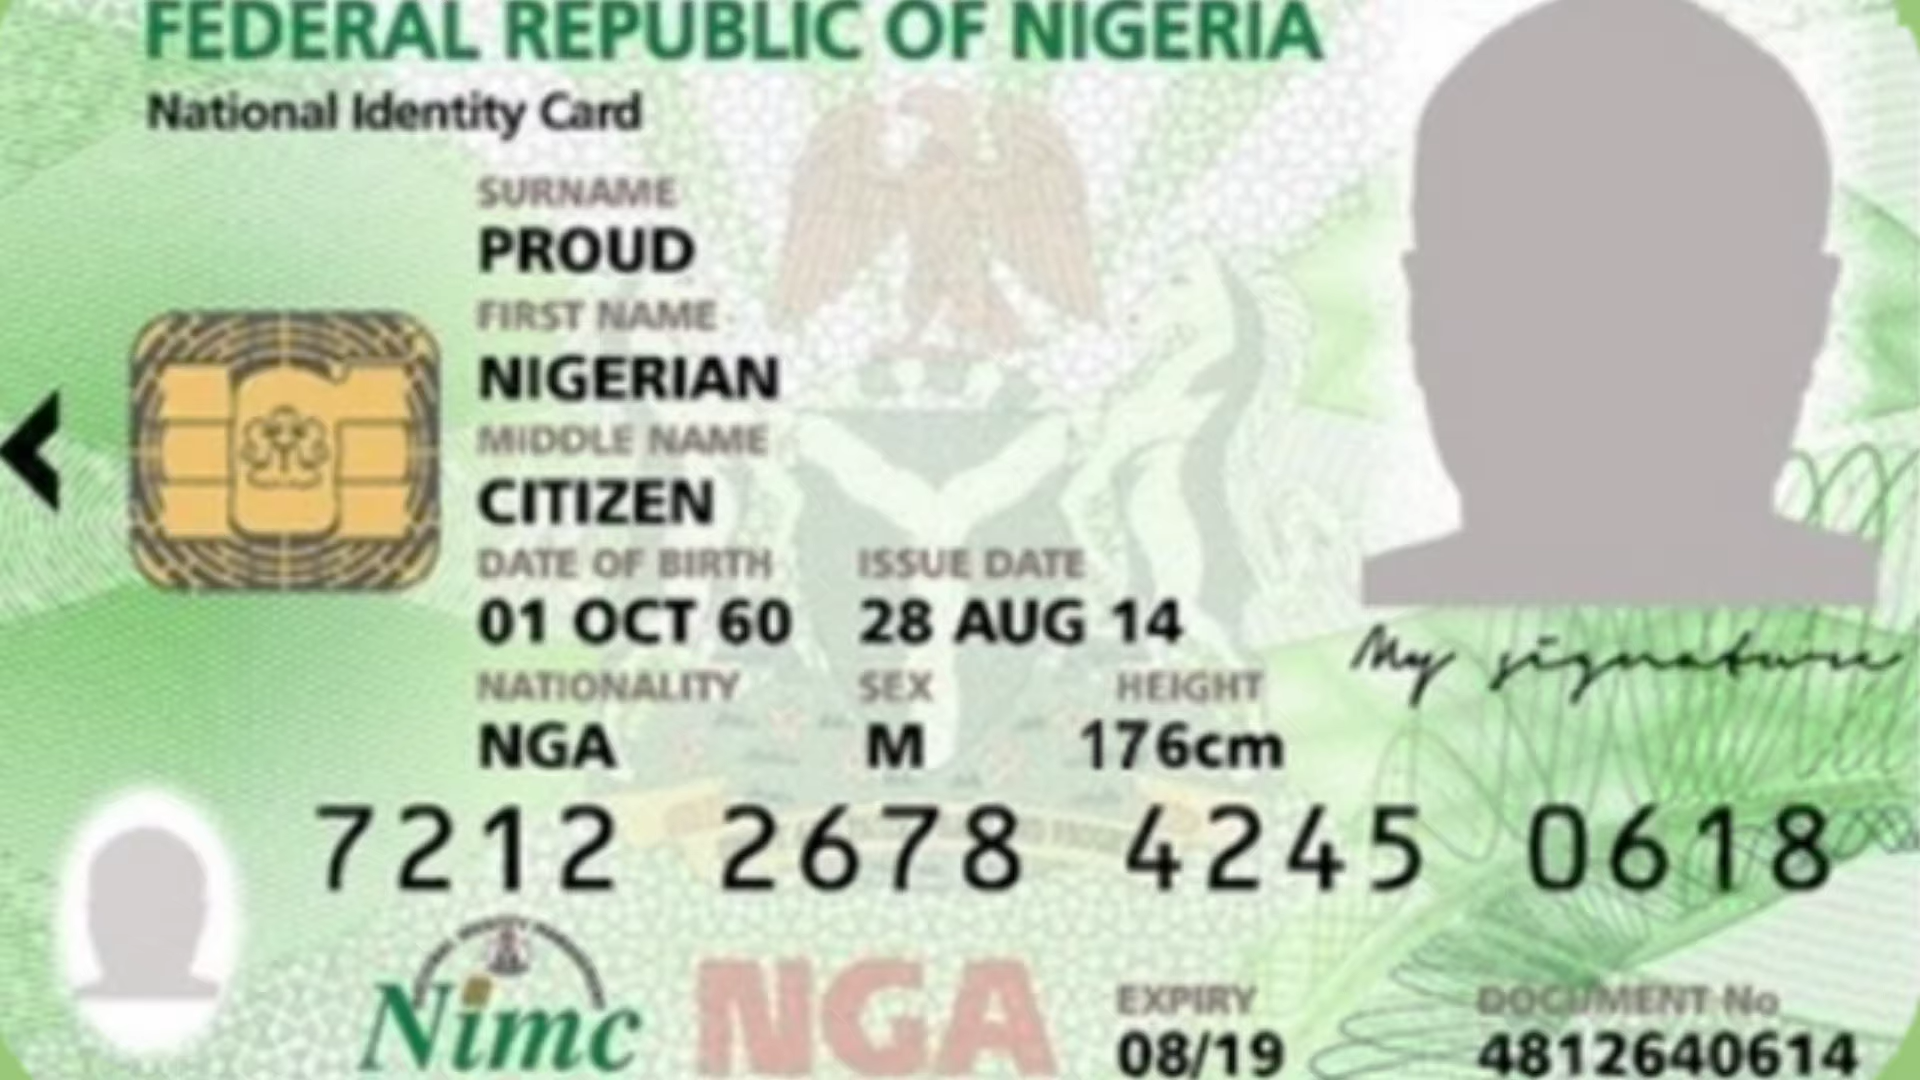 FEDERAL REPUBLIC OF NIGERIA
National Identity Card
SURNAME
PROUD
FIRST NAME
NIGERIAN
MIDDLE NAME
CITIZEN
DATE OF BIRTH ISSUE DATE
01 OCT 60 28 AUG 14
NATIONALITY SEX HEIGHT
NGA M 176cm
My signature
7212 2678 4245 0618
Nimc NGA
EXPIRY DOCUMENT No
08/19 4812640614